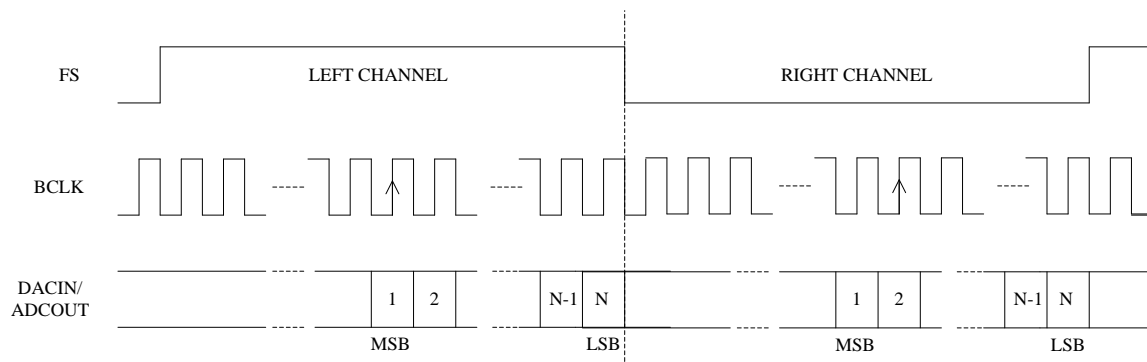 FS
LEFT CHANNEL
RIGHT CHANNEL
BCLK
DACIN/
ADCOUT
1
2
N-1
N
1
2
N-1
N
MSB
LSB
MSB
LSB